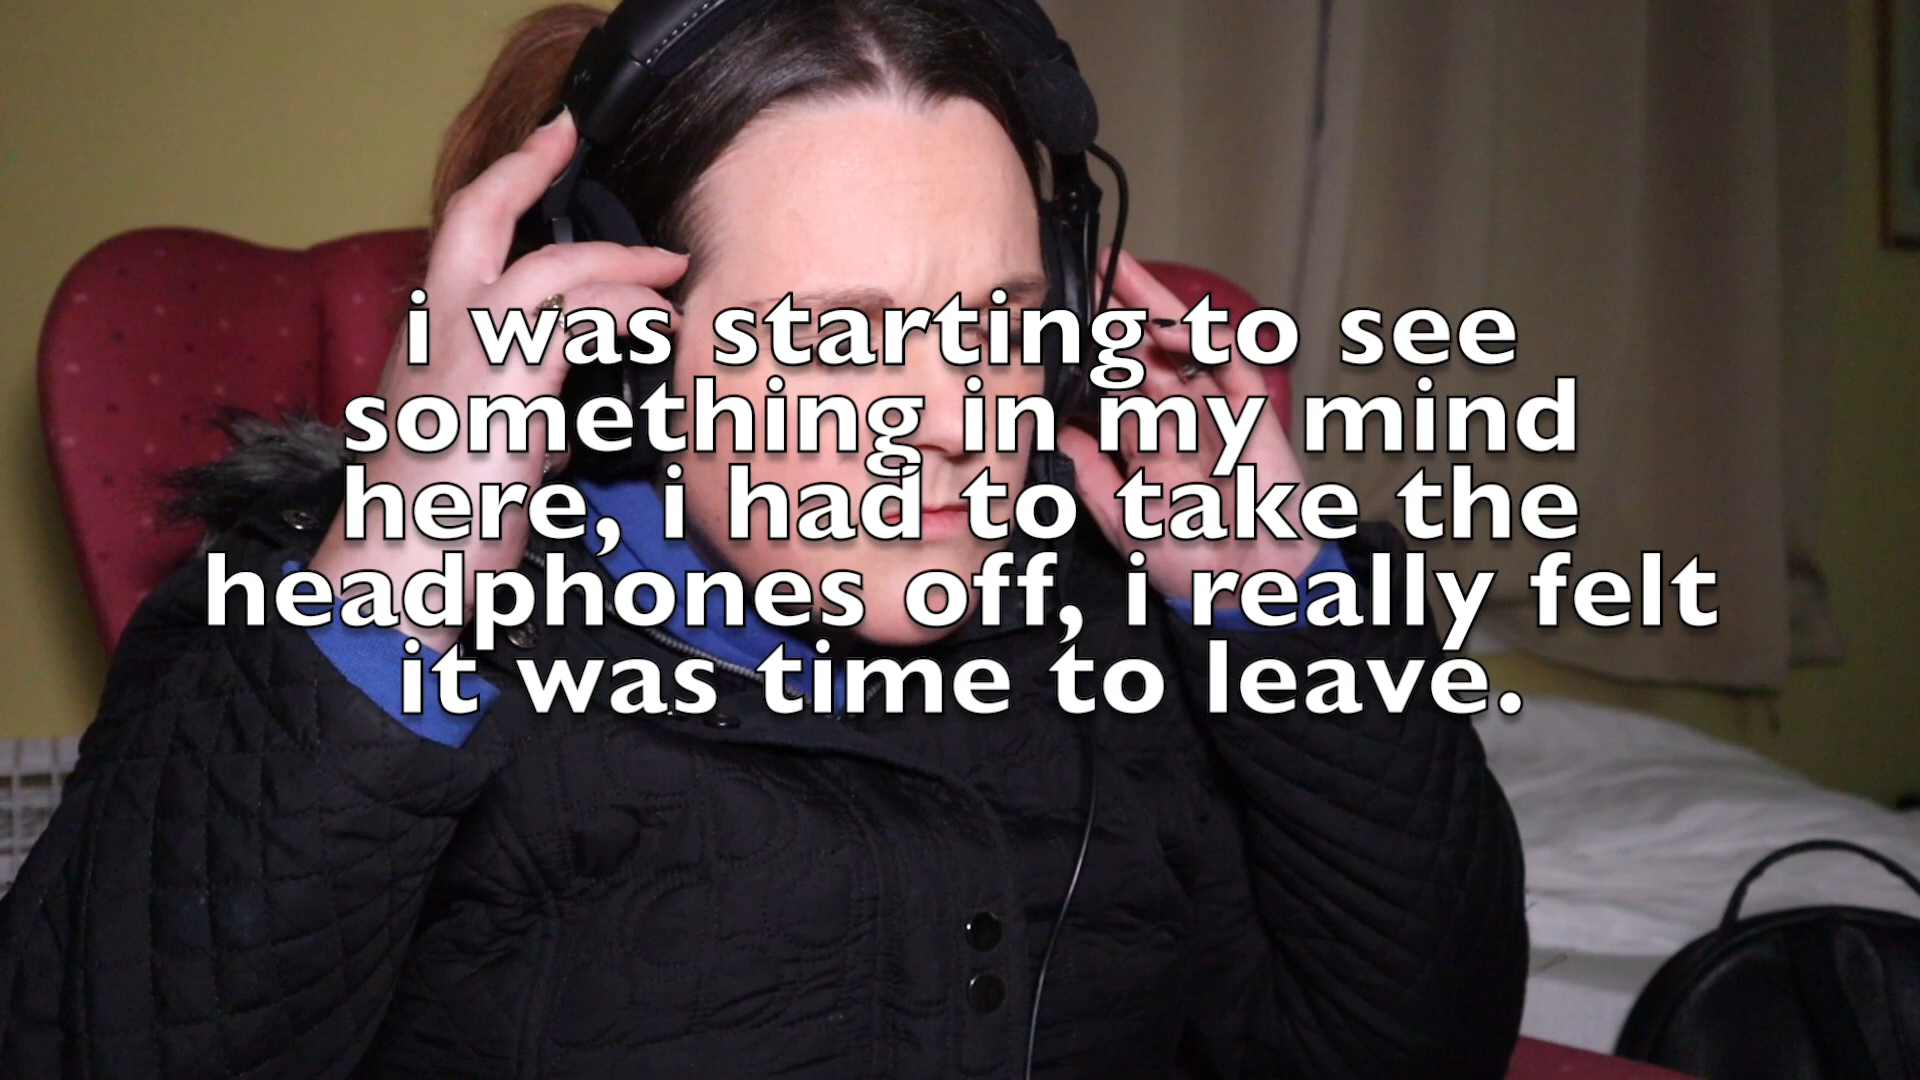 i was starting to see
something in my mind
here, i had to take the
headphones off, i really felt
it was time to leave.